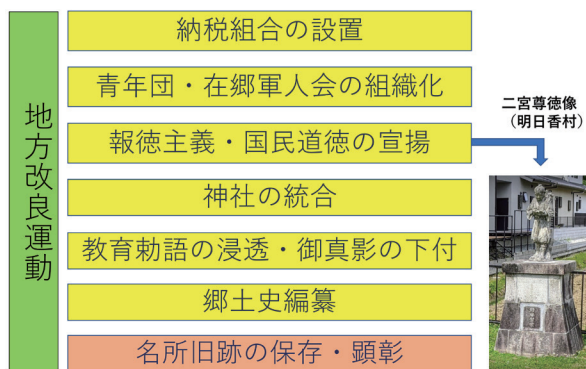 地方改良運動
納税組合の設置
青年団・在郷軍人会の組織化
報徳主義・国民道徳の宣揚
神社の統合
教育勅語の浸透・御真影の下付
郷土史編纂
名所旧跡の保存・顕彰
二宮尊徳像
（明日香村）